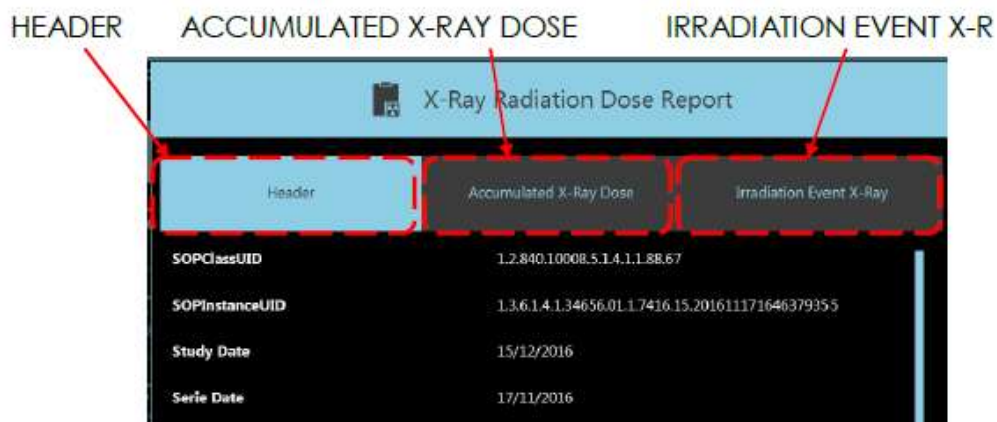 HEADER ACCUMULATED X-RAY DOSE IRRADIATION EVENT X-R
X-Ray Radiation Dose Report
Header Accumulated X-Ray Dose Irradiation Event X-Ray
SOPClassUID 1.2.840.10008.5.1.4.1.1.88.67
SOPInstanceUID 1.3.6.1.4.1.34656.01.1.7416.15.201611171646379355
Study Date 15/12/2016
Serie Date 17/11/2016